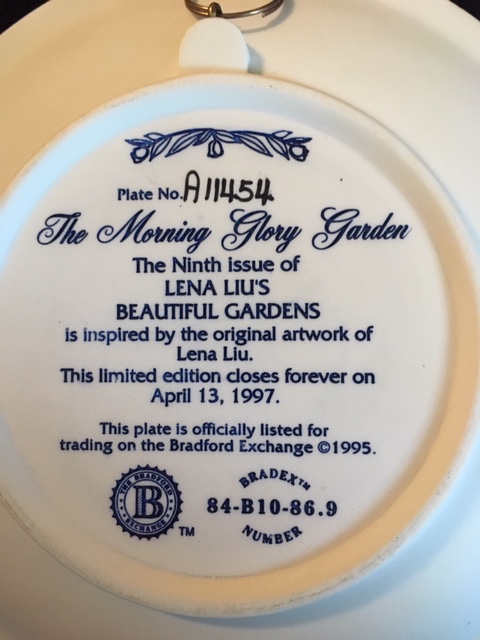 Plate No. A11454
The Morning Glory Garden
The Ninth issue of
LENA LIU'S
BEAUTIFUL GARDENS
is inspired by the original artwork of
Lena Liu.
This limited edition closes forever on
April 13, 1997.
This plate is officially listed for
trading on the Bradford Exchange ©1995.
THE BRADFORD
B
EXCHANGE
TM
BRADEX™
84-B10-86.9
NUMBER